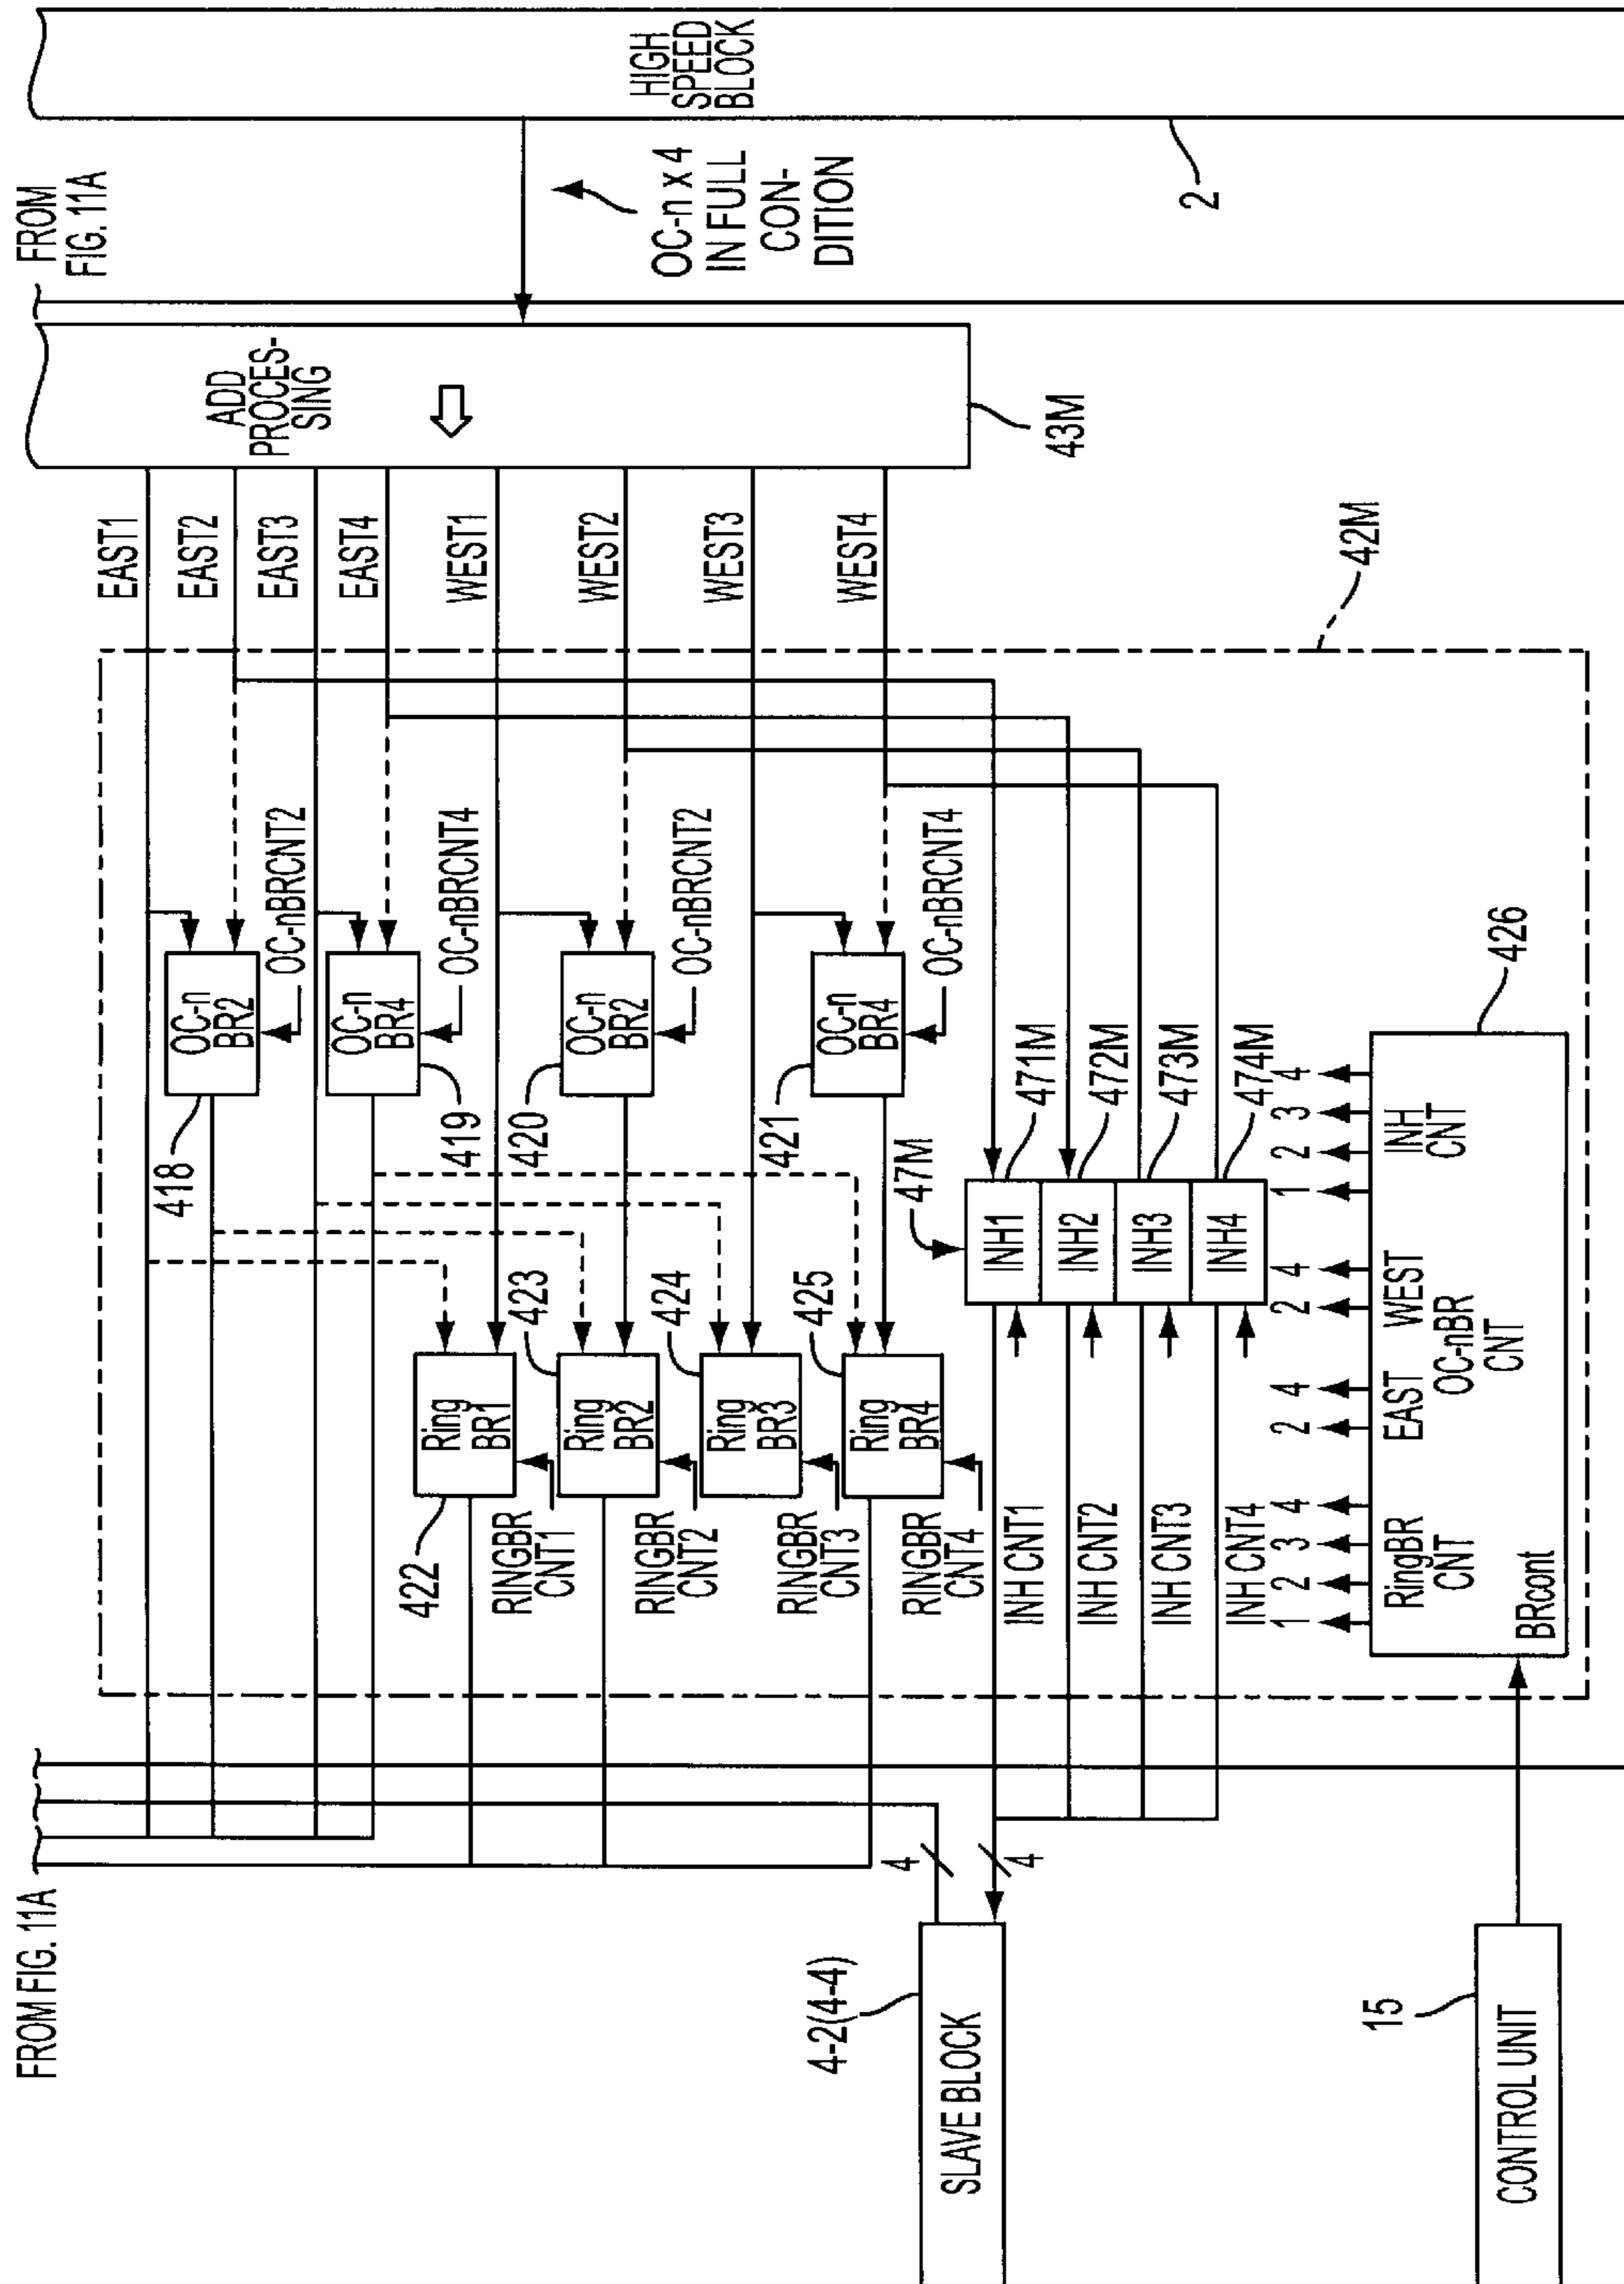 FROM FIG. 11A
FROM
FIG. 11A
HIGH
SPEED
BLOCK
2
OC-n x 4
IN FULL
CON-
DITION
ADD
PROCES-
SING
43M
EAST1
EAST2
EAST3
EAST4
WEST1
WEST2
WEST3
WEST4
42M
OC-n
BR2
OC-nBRCNT2
418
OC-n
BR4
OC-nBRCNT4
419
OC-n
BR2
OC-nBRCNT2
420
OC-n
BR4
OC-nBRCNT4
421
Ring
BR1
422
RINGBR
CNT1
Ring
BR2
423
RINGBR
CNT2
Ring
BR3
424
RINGBR
CNT3
Ring
BR4
425
RINGBR
CNT4
47M
INH1
471M
INH2
472M
INH3
473M
INH4
474M
INH CNT1
INH CNT2
INH CNT3
INH CNT4
1 2 3 4
2 4
2 4
1 2 3 4
RingBR
CNT
EAST WEST
OC-nBR
CNT
INH
CNT
BRcont
426
4
4
4-2(4-4)
SLAVE BLOCK
15
CONTROL UNIT